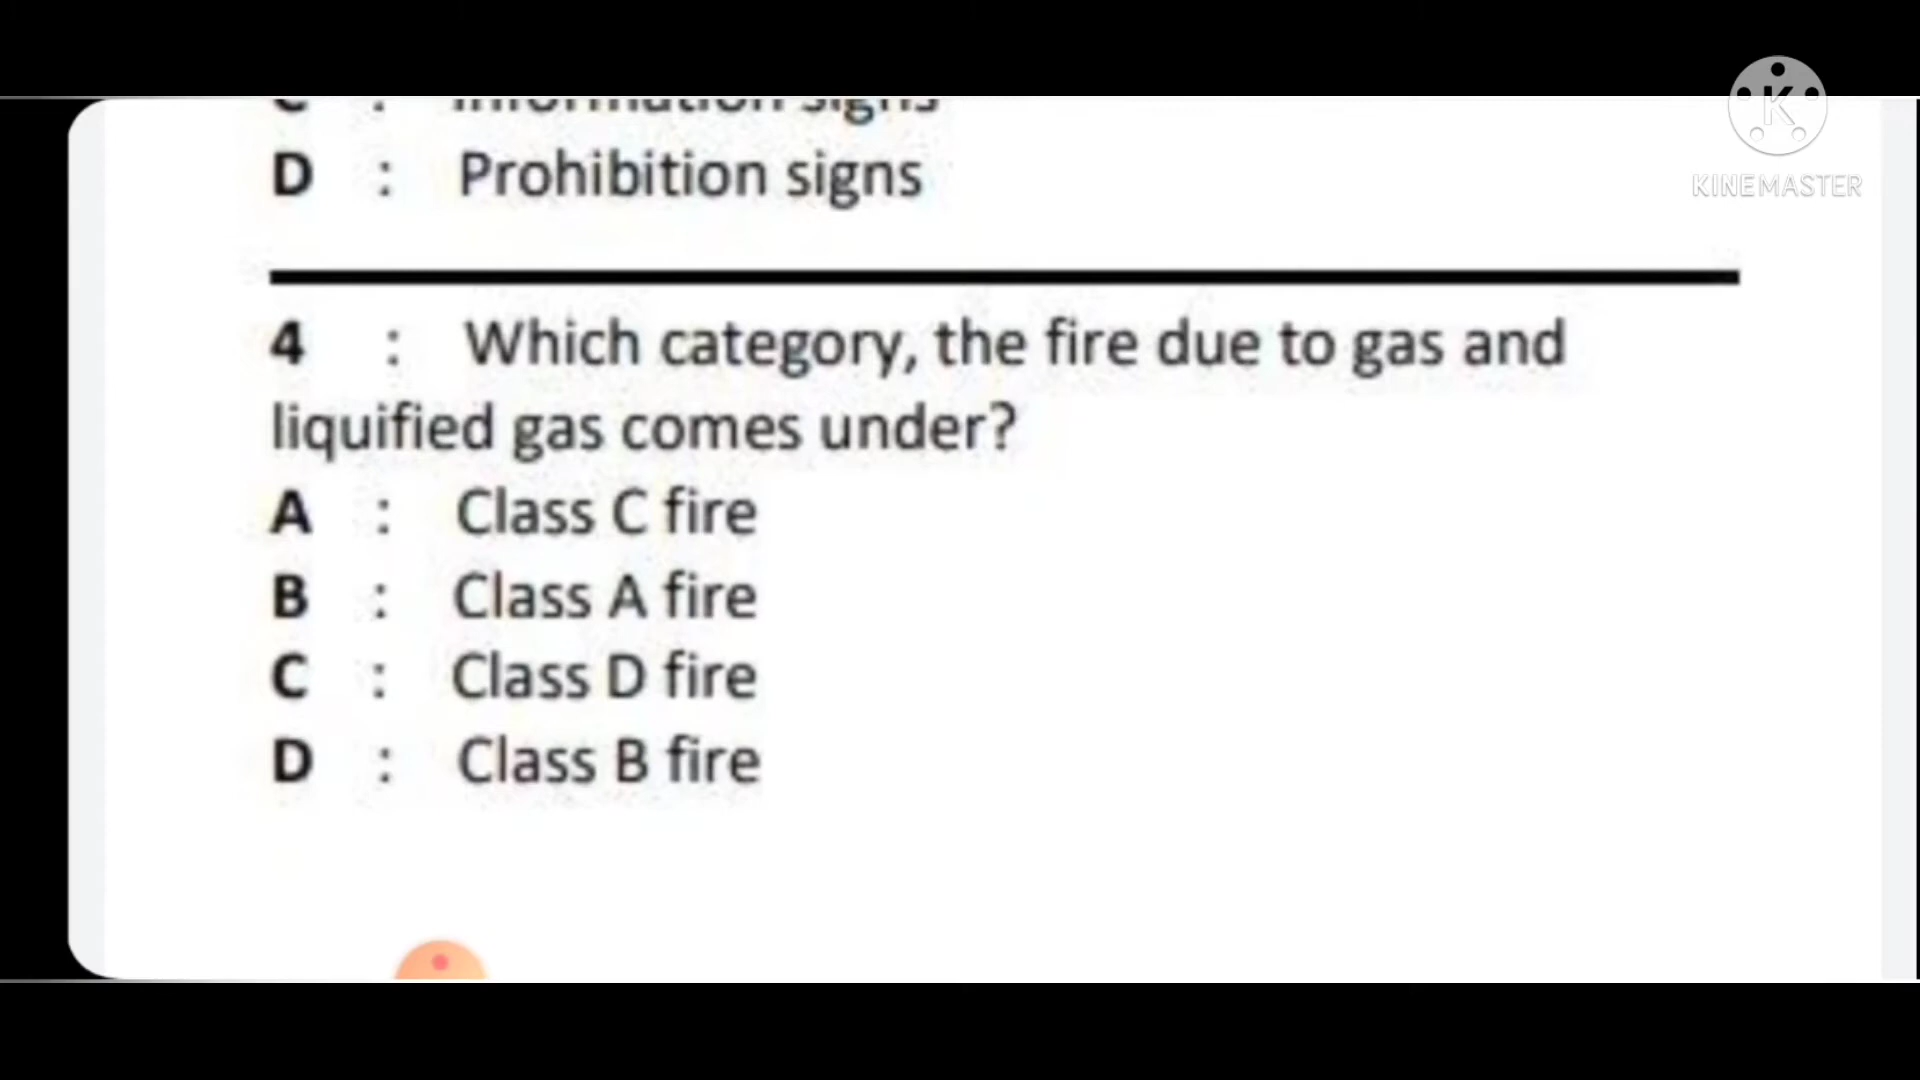 C : Information signs
D : Prohibition signs
K
KINEMASTER
4 : Which category, the fire due to gas and
liquified gas comes under?
A : Class C fire
B : Class A fire
C : Class D fire
D : Class B fire